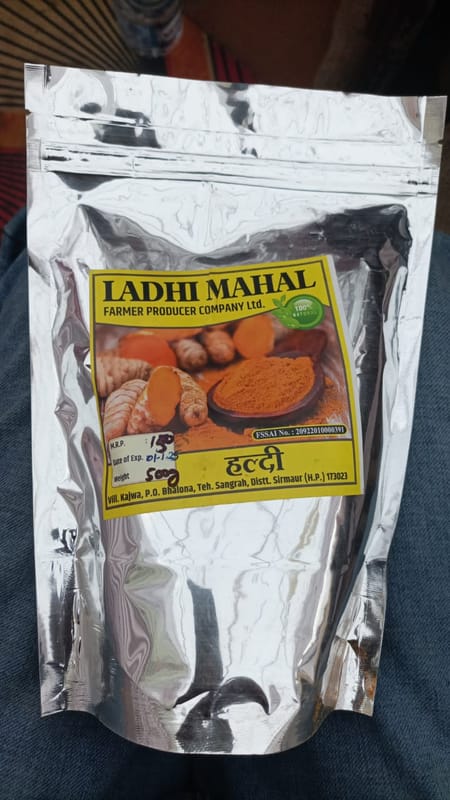 LADHI MAHAL
FARMER PRODUCER COMPANY Ltd.
100%
NATURAL
FSSAI No. : 20922010000391
M.R.P. : 150
Date of Exp. 01-1-25
Weight 500g
हल्दी
Vill. Kajwa, P.O. Bhalona, Teh. Sangrah, Distt. Sirmaur (H.P.) 173023